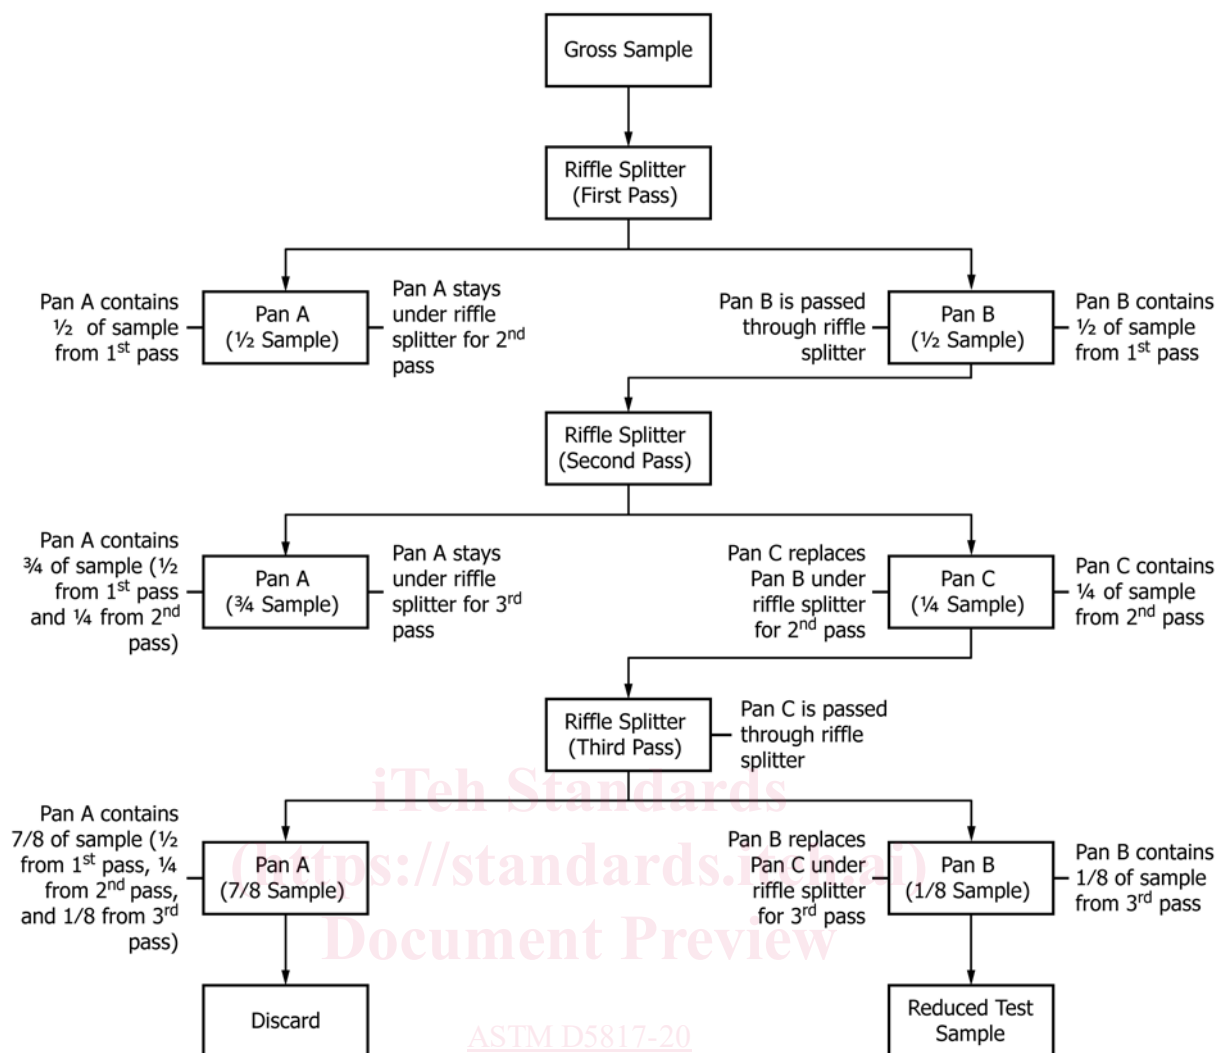 Gross Sample
Riffle Splitter
(First Pass)
Pan A contains
½ of sample
from 1st pass
Pan A
(½ Sample)
Pan A stays
under riffle
splitter for 2nd
pass
Pan B is passed
through riffle
splitter
Pan B
(½ Sample)
Pan B contains
½ of sample
from 1st pass
Riffle Splitter
(Second Pass)
Pan A contains
¾ of sample (½
from 1st pass
and ¼ from 2nd
pass)
Pan A
(¾ Sample)
Pan A stays
under riffle
splitter for 3rd
pass
Pan C replaces
Pan B under
riffle splitter
for 2nd pass
Pan C
(¼ Sample)
Pan C contains
¼ of sample
from 2nd pass
Riffle Splitter
(Third Pass)
Pan C is passed
through riffle
splitter
iTeh Standards
(https://standards.iteh.ai)
Document Preview
Pan A contains
7/8 of sample (½
from 1st pass, ¼
from 2nd pass,
and 1/8 from 3rd
pass)
Pan A
(7/8 Sample)
Pan B replaces
Pan C under
riffle splitter
for 3rd pass
Pan B
(1/8 Sample)
Pan B contains
1/8 of sample
from 3rd pass
Discard
Reduced Test
Sample
ASTM D5817-20